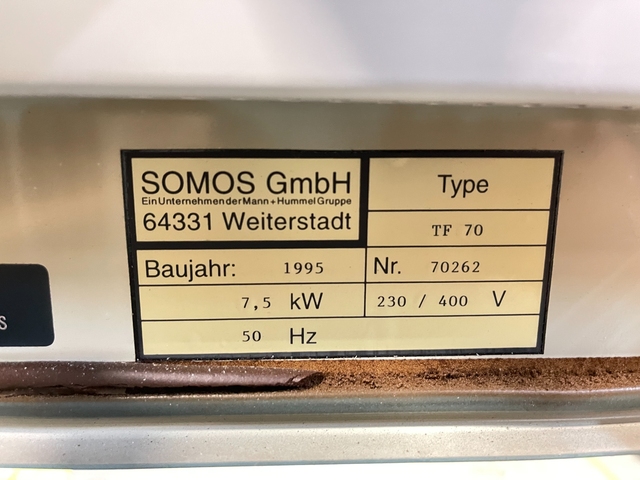 SOMOS GmbH
Ein Unternehmen der Mann + Hummel Gruppe
64331 Weiterstadt
Type
TF 70
Baujahr: 1995
Nr. 70262
7,5 kW
230 / 400 V
50 Hz
S